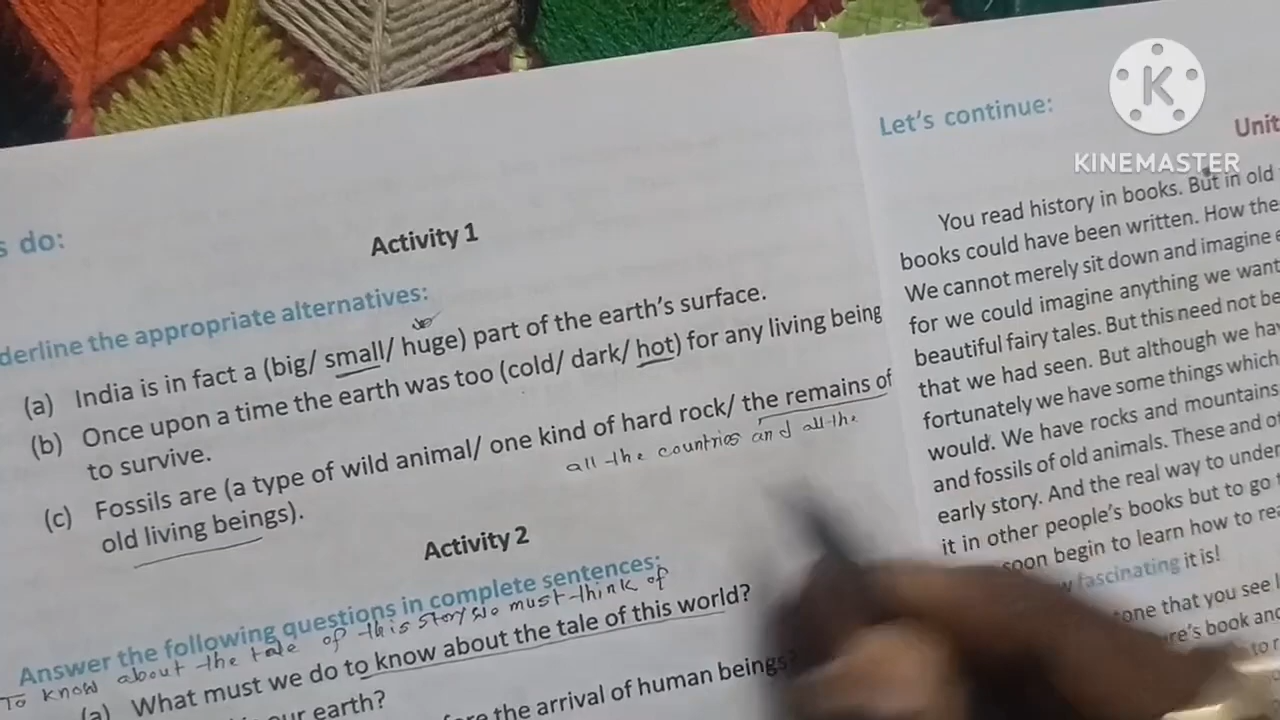 s do:
Activity 1
derline the appropriate alternatives:
(a) India is in fact a (big/ small/ huge) part of the earth's surface.
(b) Once upon a time the earth was too (cold/ dark/ hot) for any living being
to survive.
(c) Fossils are (a type of wild animal/ one kind of hard rock/ the remains of
old living beings).
all the countries and all the
Activity 2
Answer the following questions in complete sentences:
To know about the tale of this story we must think of
(a) What must we do to know about the tale of this world?
our earth?
the arrival of human beings?
Let's continue:
Unit
You read history in books. But in old
books could have been written. How the
We cannot merely sit down and imagine e
for we could imagine anything we want
beautiful fairy tales. But this need not be
that we had seen. But although we ha
fortunately we have some things which
would. We have rocks and mountains
and fossils of old animals. These and o
early story. And the real way to under
it in other people's books but to go t
soon begin to learn how to rea
fascinating it is!
one that you see l
re's book and
to r
K
KINEMASTER